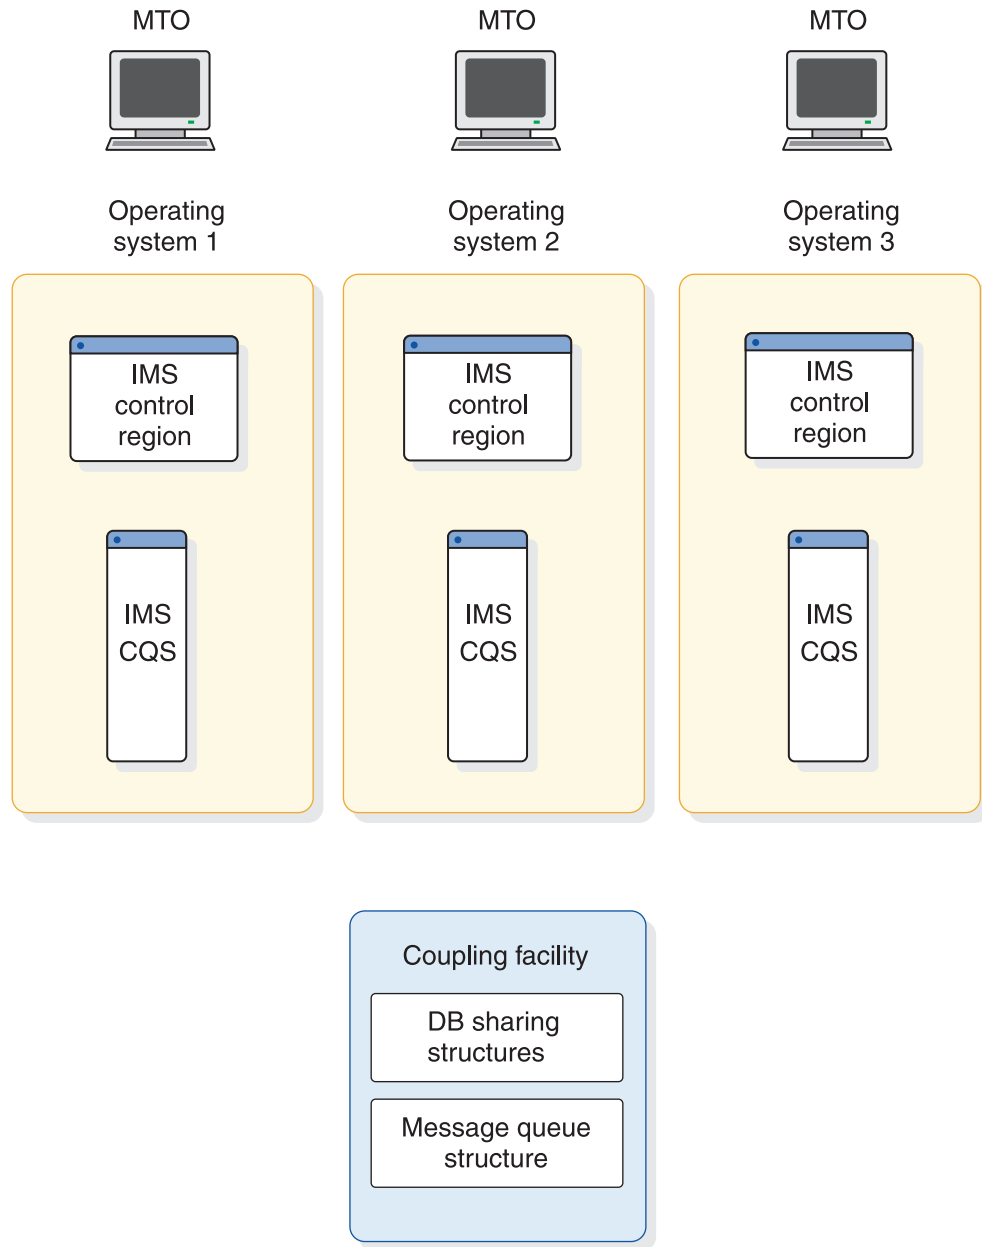 MTO
MTO
MTO
Operating
system 1
Operating
system 2
Operating
system 3
IMS
control
region
IMS
control
region
IMS
control
region
IMS
CQS
IMS
CQS
IMS
CQS
Coupling facility
DB sharing
structures
Message queue
structure